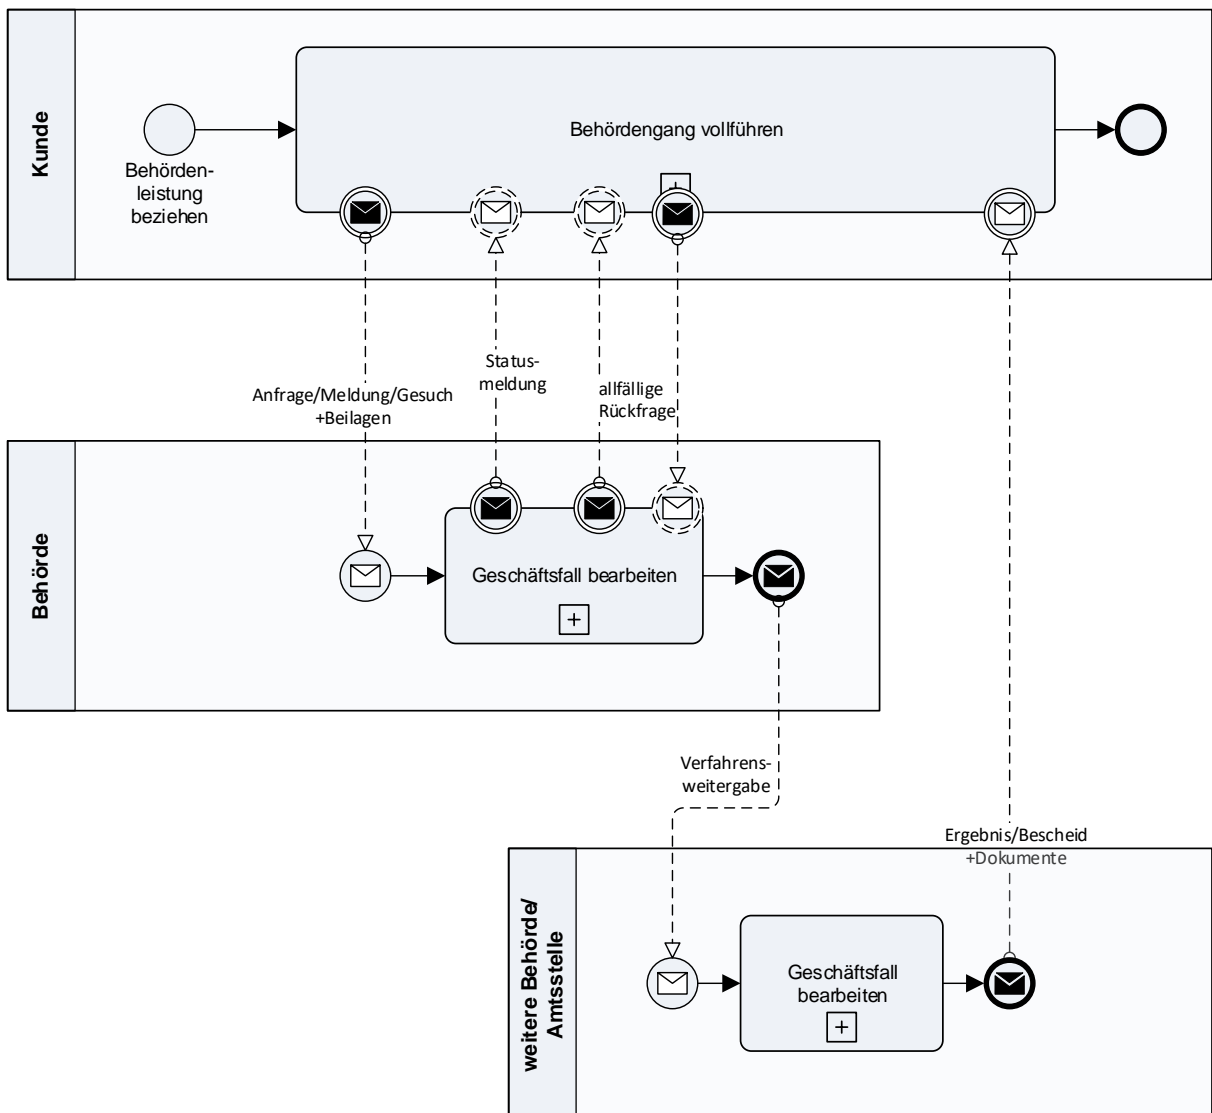 Kunde
Behördengang vollführen
Behörden-
leistung
beziehen
Status-
meldung
Anfrage/Meldung/Gesuch
+Beilagen
allfällige
Rückfrage
Behörde
Geschäftsfall bearbeiten
Verfahrens-
weitergabe
Ergebnis/Bescheid
+Dokumente
weitere Behörde/
Amtsstelle
Geschäftsfall
bearbeiten